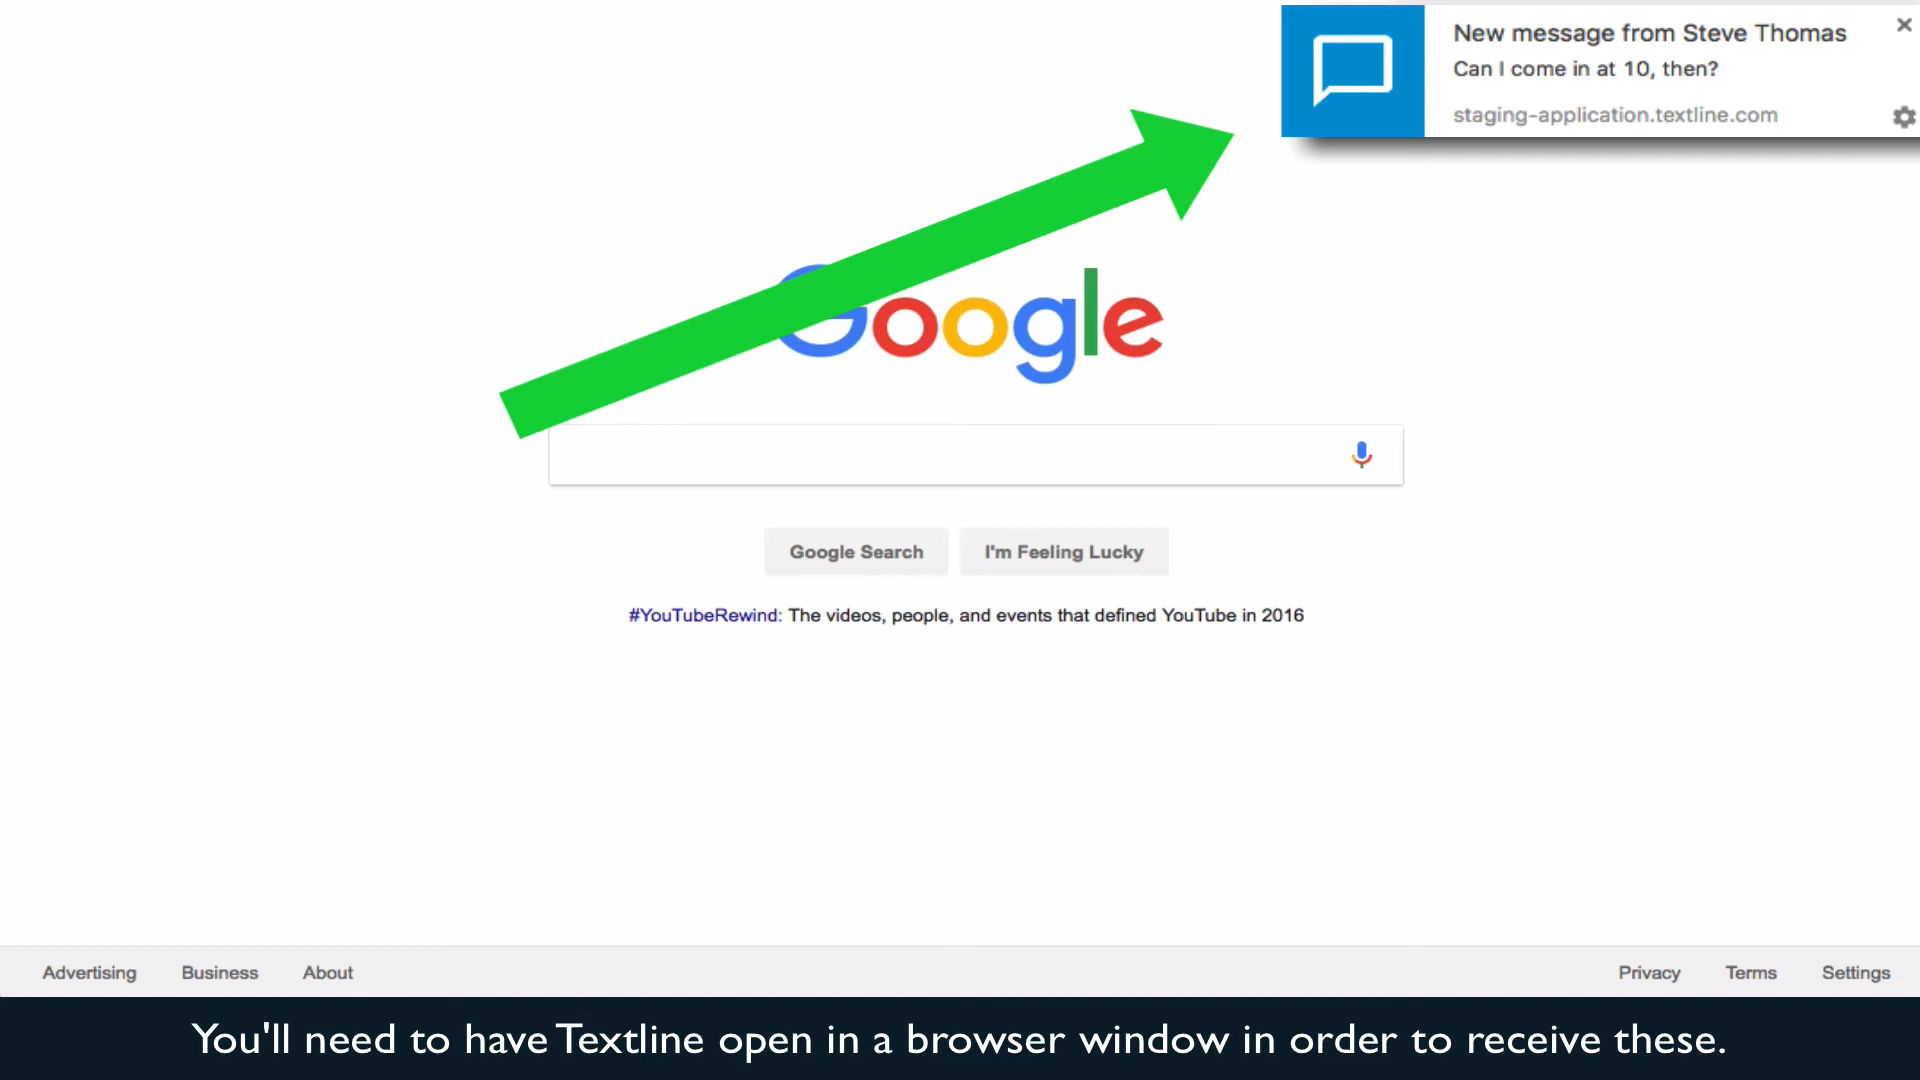 New message from Steve Thomas
Can I come in at 10, then?
staging-application.textline.com
Google
Google Search
I'm Feeling Lucky
#YouTubeRewind: The videos, people, and events that defined YouTube in 2016
Advertising
Business
About
Privacy
Terms
Settings
You'll need to have Textline open in a browser window in order to receive these.